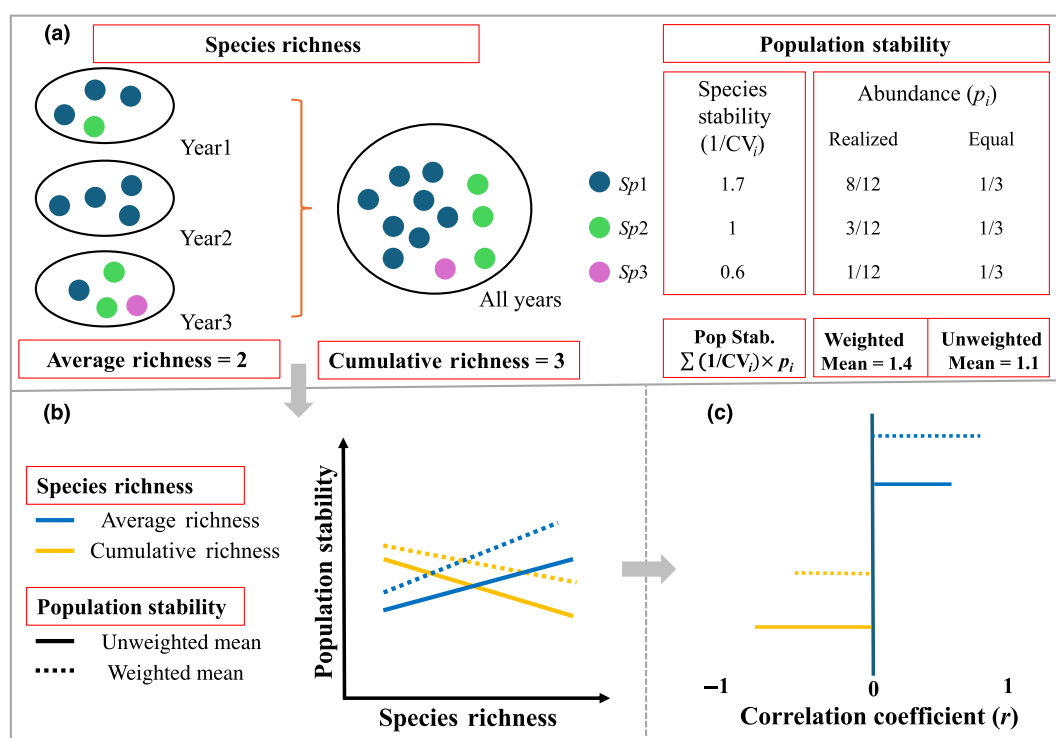 (a)
Species richness
Year1
Year2
Year3
All years
Average richness = 2
Cumulative richness = 3
Sp1
Sp2
Sp3
Population stability
Species
stability
(1/CVi)
Abundance (pi)
Realized Equal
1.7 8/12 1/3
1 3/12 1/3
0.6 1/12 1/3
Pop Stab.
∑ (1/CVi)× pi
Weighted
Mean = 1.4
Unweighted
Mean = 1.1
(b)
Species richness
Average richness
Cumulative richness
Population stability
Unweighted mean
Weighted mean
Population stability
Species richness
(c)
−1 0 1
Correlation coefficient (r)